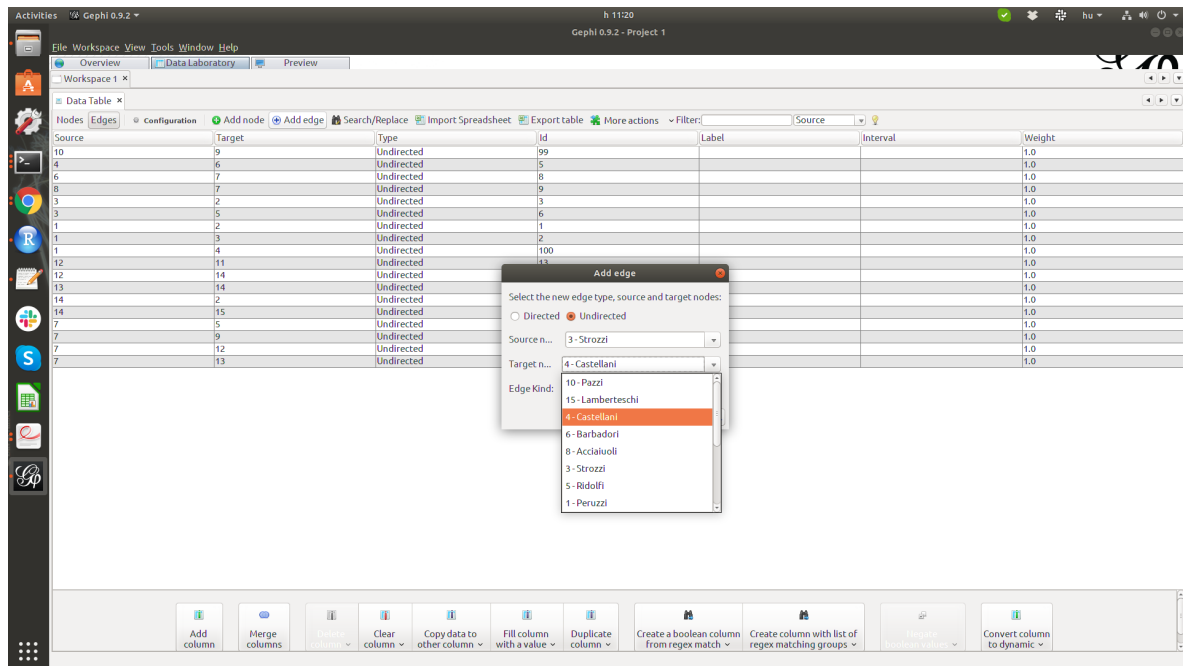 Activities Gephi 0.9.2 h 11:20 hu
Gephi 0.9.2 - Project 1
File Workspace View Tools Window Help
Overview Data Laboratory Preview
Workspace 1 ×
Data Table ×
Nodes Edges Configuration Add node Add edge Search/Replace Import Spreadsheet Export table More actions Filter: Source
Source Target Type Id Label Interval Weight
10 9 Undirected 99 1.0
4 6 Undirected 5 1.0
6 7 Undirected 8 1.0
8 7 Undirected 9 1.0
3 2 Undirected 3 1.0
3 5 Undirected 6 1.0
1 2 Undirected 1 1.0
1 3 Undirected 2 1.0
1 4 Undirected 100 1.0
12 11 Undirected 13 1.0
12 14 Undirected 1.0
13 14 Undirected 1.0
14 2 Undirected 1.0
14 15 Undirected 1.0
7 5 Undirected 1.0
7 9 Undirected 1.0
7 12 Undirected 1.0
7 13 Undirected 1.0
Add edge
Select the new edge type, source and target nodes:
Directed Undirected
Source n... 3 - Strozzi
Target n... 4 - Castellani
Edge Kind:
10 - Pazzi
15 - Lamberteschi
4 - Castellani
6 - Barbadori
8 - Acciaiuoli
3 - Strozzi
5 - Ridolfi
1 - Peruzzi
Add column
Merge columns
Delete column
Clear column
Copy data to other column
Fill column with a value
Duplicate column
Create a boolean column from regex match
Create column with list of regex matching groups
Negate boolean values
Convert column to dynamic